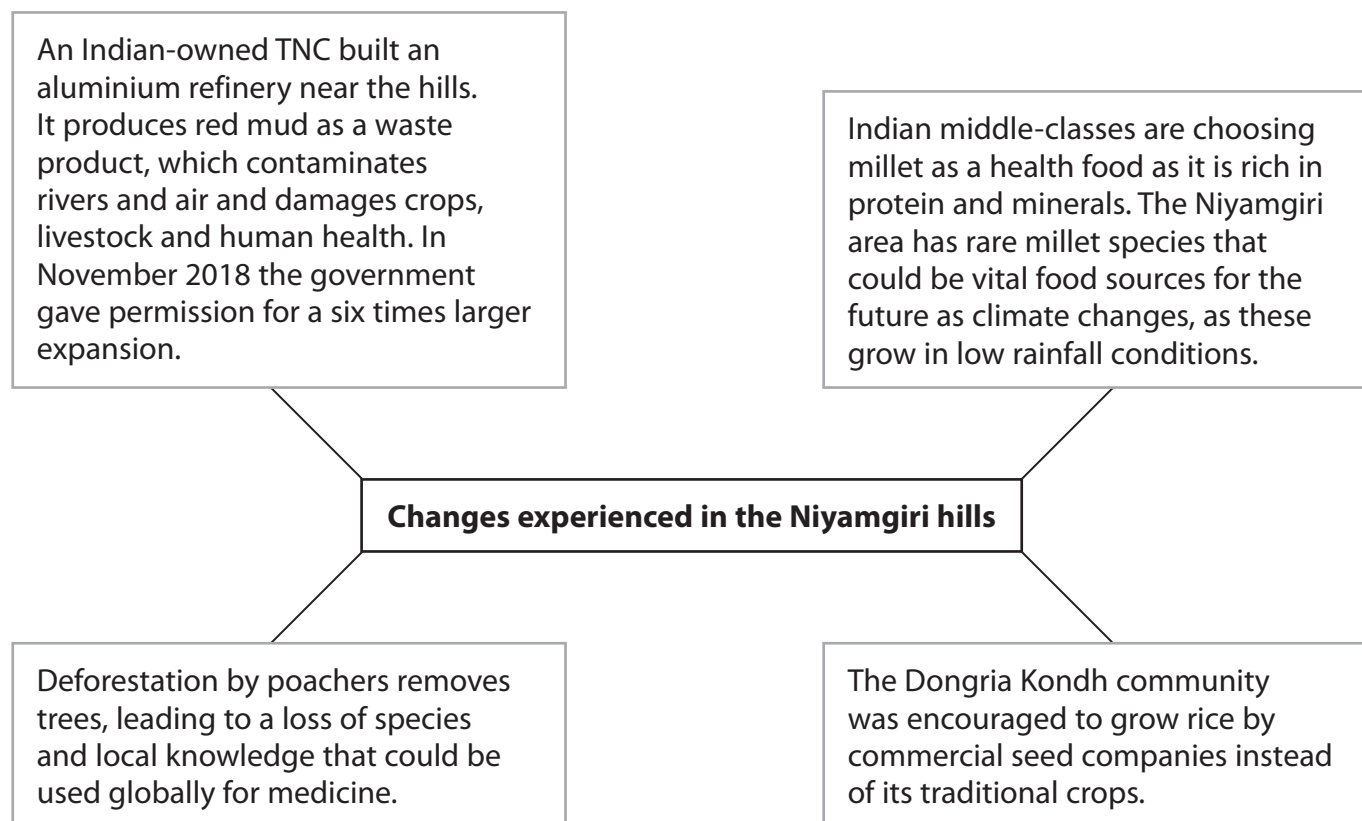 An Indian-owned TNC built an
aluminium refinery near the hills.
It produces red mud as a waste
product, which contaminates
rivers and air and damages crops,
livestock and human health. In
November 2018 the government
gave permission for a six times larger
expansion.
Indian middle-classes are choosing
millet as a health food as it is rich in
protein and minerals. The Niyamgiri
area has rare millet species that
could be vital food sources for the
future as climate changes, as these
grow in low rainfall conditions.
Changes experienced in the Niyamgiri hills
Deforestation by poachers removes
trees, leading to a loss of species
and local knowledge that could be
used globally for medicine.
The Dongria Kondh community
was encouraged to grow rice by
commercial seed companies instead
of its traditional crops.